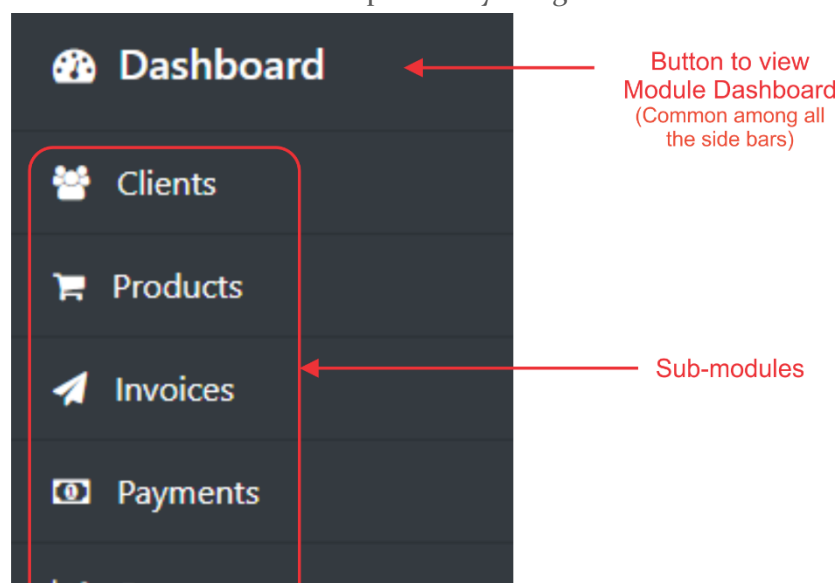 Dashboard
Button to view
Module Dashboard
(Common among all
the side bars)
Clients
Products
Invoices
Sub-modules
Payments